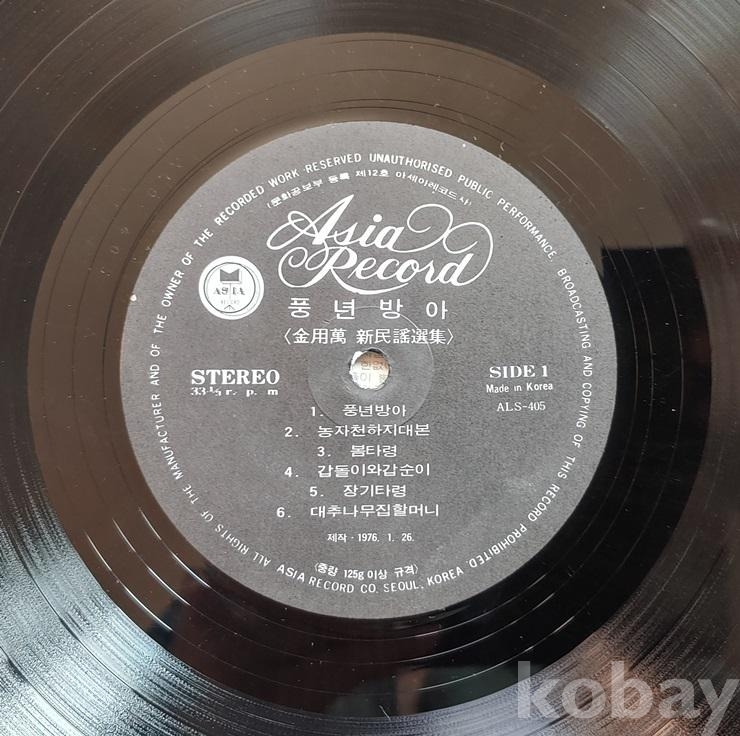 ALL RIGHTS OF THE MANUFACTURER AND OF THE OWNER OF THE RECORDED WORK RESERVED UNAUTHORISED PUBLIC PERFORMANCE. BROADCASTING AND COPYING OF THIS RECORD PROHIBITED.
(문화공보부 등록 제12호 아세아레코드사)
Asia
Record
ASIA
RECORD
풍년방아
〈金用萬 新民謠選集〉
STEREO
33⅓ r. p. m
SIDE 1
Made in Korea
ALS-405
1. 풍년방아
2. 농자천하지대본
3. 봄타령
4. 갑돌이와갑순이
5. 장기타령
6. 대추나무집할머니
제작·1976. 1. 26.
(중량 125g이상 규격)
ASIA RECORD CO. SEOUL, KOREA
kobay